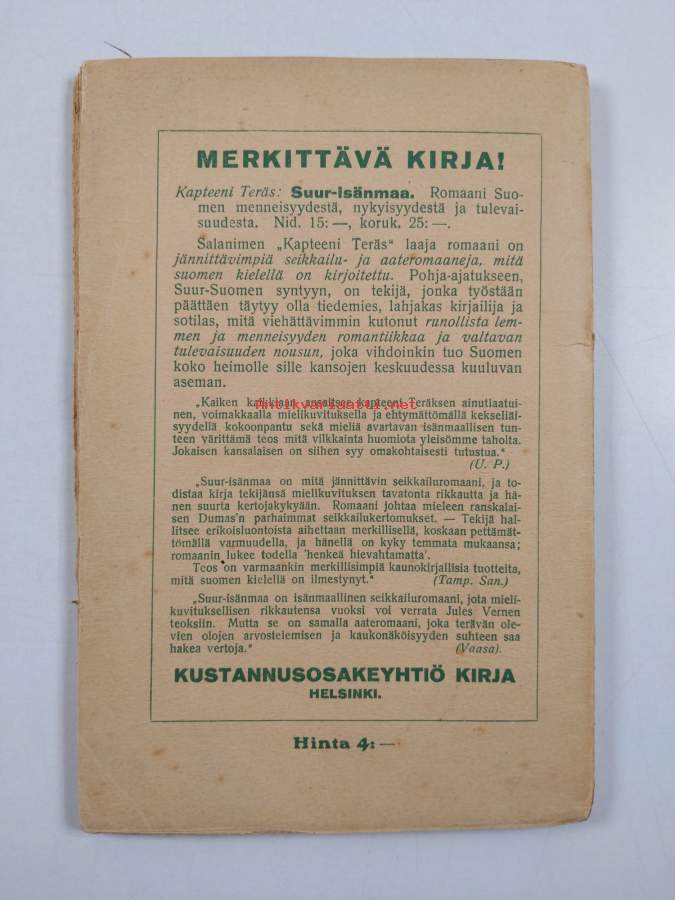 MERKITTÄVÄ KIRJA!
Kapteeni Teräs: Suur-Isänmaa. Romaani Suo-
men menneisyydestä, nykyisyydestä ja tulevai-
suudesta. Nid. 15: —, koruk. 25: —.
Salanimen „Kapteeni Teräs" laaja romaani on
jännittävimpiä seikkailu- ja aateromaaneja, mitä
suomen kielellä on kirjoitettu. Pohja-ajatukseen,
Suur-Suomen syntyyn, on tekijä, jonka työstään
päättäen täytyy olla tiedemies, lahjakas kirjailija ja
sotilas, mitä viehättävimmin kutonut runollista lem-
men ja menneisyyden romantiikkaa ja valtavan
tulevaisuuden nousun, joka vihdoinkin tuo Suomen
koko heimolle sille kansojen keskuudessa kuuluvan
aseman.
„Kaiken kaikkiaan ansaitsee kapteeni Teräksen ainutlaatui-
Antikvariaatti.net
nen, voimakkaalla mielikuvituksella ja ehtymättömällä kekseliäi-
syydellä kokoonpantu sekä mieliä avartavan isänmaallisen tun-
teen värittämä teos mitä vilkkainta huomiota yleisömme taholta.
Jokaisen kansalaisen on siihen syy omakohtaisesti tutustua."
(U. P.)
„Suur-isänmaa on mitä jännittävin seikkailuromaani, ja to-
distaa kirja tekijänsä mielikuvituksen tavatonta rikkautta ja hä-
nen suurta kertojakykyään. Romaani johtaa mieleen ranskalai-
sen Dumas'n parhaimmat seikkailukertomukset. — Tekijä hal-
litsee erikoisluontoista aihettaan merkillisellä, koskaan pettämät-
tömällä varmuudella, ja hänellä on kyky temmata mukaansa;
romaanin lukee todella 'henkeä hievahtamatta'.
Teos on varmaankin merkillisimpiä kaunokirjallisia tuotteita,
mitä suomen kielellä on ilmestynyt." (Tamp. San.)
„Suur-isänmaa on isänmaallinen seikkailuromaani, jota mieli-
kuvituksellisen rikkautensa vuoksi voi verrata Jules Vernen
teoksiin. Mutta se on samalla aateromaani, joka terävän ole-
vien olojen arvostelemisen ja kaukonäköisyyden suhteen saa
hakea vertoja." (Vaasa).
KUSTANNUSOSAKEYHTIÖ KIRJA
HELSINKI.
Hinta 4: —